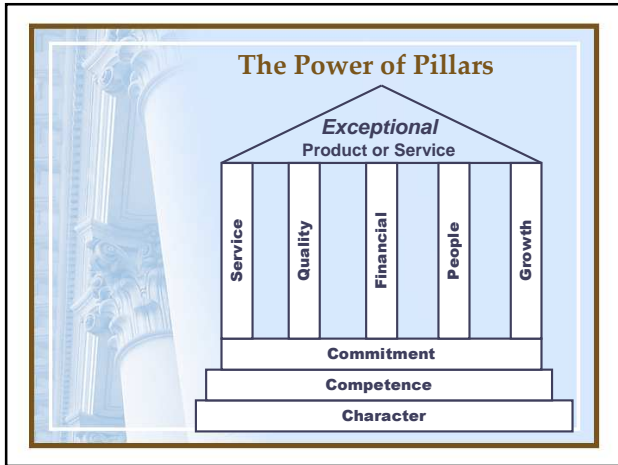 The Power of Pillars
Exceptional
Product or Service
Service
Quality
Financial
People
Growth
Commitment
Competence
Character